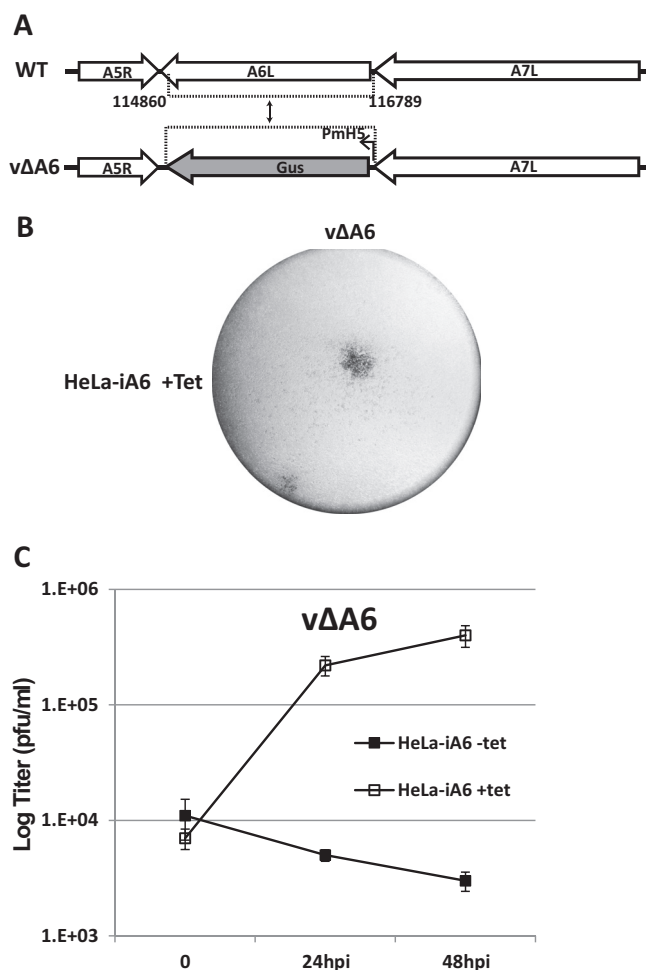 A
WT
A5R
A6L
A7L
114860
116789
PmH5
vΔA6
A5R
Gus
A7L
B
vΔA6
HeLa-iA6 +Tet
C
1.E+06
vΔA6
1.E+05
HeLa-iA6 -tet
HeLa-iA6 +tet
Log Titer (pfu/ml)
1.E+04
1.E+03
0
24hpi
48hpi